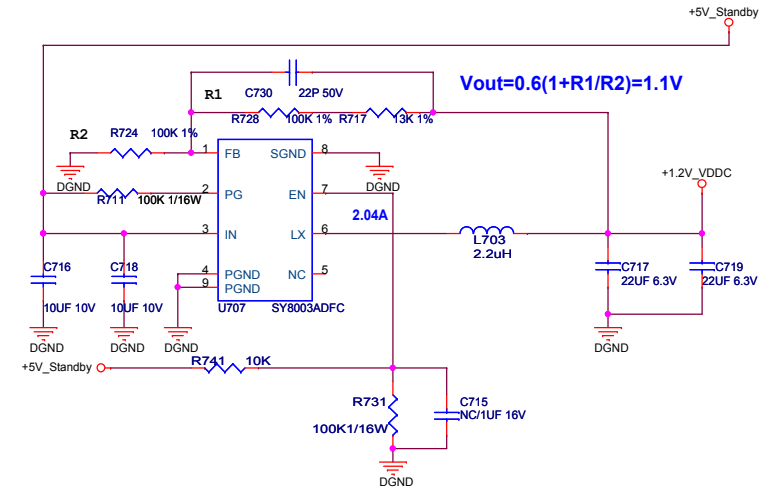 +5V_Standby
C730 22P 50V
Vout=0.6(1+R1/R2)=1.1V
R1
R728 100K 1% R717 13K 1%
R2 R724 100K 1%
1 FB SGND 8
DGND DGND
+1.2V_VDDC
R711 100K 1/16W 2 PG EN 7
2.04A
3 IN LX 6
L703
2.2uH
C716 C718 4 PGND NC 5 C717 C719
9 PGND 22UF 6.3V 22UF 6.3V
10UF 10V 10UF 10V U707 SY8003ADFC
DGND DGND DGND DGND
+5V_Standby R741 10K
R731 C715
NC/1UF 16V
100K1/16W
DGND